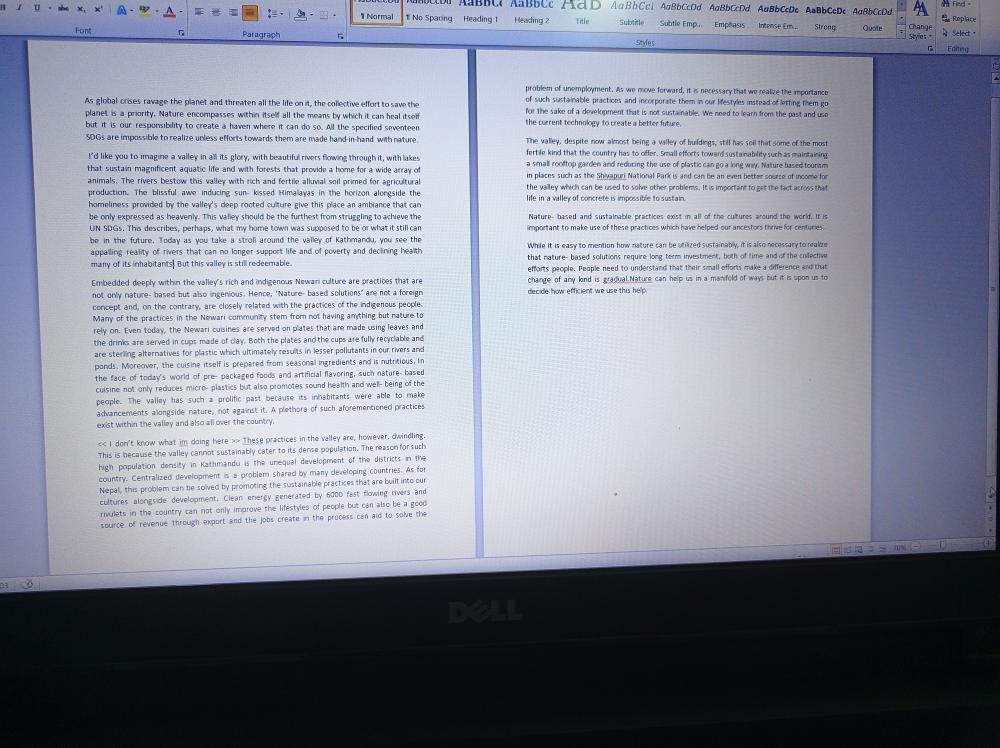 Font
Paragraph
AaBbCcDd AaBbCcDd AaBbCc AaBbCc AaB AaBbCcl AaBbCcDd AaBbCcDd AaBbCcDc AaBbCcDc AaBbCcDd
¶ Normal
¶ No Spacing
Heading 1
Heading 2
Title
Subtitle
Subtle Emp...
Emphasis
Intense Em...
Strong
Quote
Styles
Change
Styles
Find
Replace
Select
Editing
As global crises ravage the planet and threaten all the life on it, the collective effort to save the
planet is a priority. Nature encompasses within itself all the means by which it can heal itself
but it is our responsibility to create a haven where it can do so. All the specified seventeen
SDGs are impossible to realize unless efforts towards them are made hand-in-hand with nature.
I'd like you to imagine a valley in all its glory, with beautiful rivers flowing through it, with lakes
that sustain magnificent aquatic life and with forests that provide a home for a wide array of
animals. The rivers bestow this valley with rich and fertile alluvial soil primed for agricultural
production. The blissful awe inducing sun- kissed Himalayas in the horizon alongside the
homeliness provided by the valley's deep rooted culture give this place an ambiance that can
be only expressed as heavenly. This valley should be the furthest from struggling to achieve the
UN SDGs. This describes, perhaps, what my home town was supposed to be or what it still can
be in the future. Today as you take a stroll around the valley of Kathmandu, you see the
appalling reality of rivers that can no longer support life and of poverty and declining health
many of its inhabitants. But this valley is still redeemable.
Embedded deeply within the valley's rich and indigenous Newari culture are practices that are
not only nature- based but also ingenious. Hence, 'Nature- based solutions' are not a foreign
concept and, on the contrary, are closely related with the practices of the indigenous people.
Many of the practices in the Newari community stem from not having anything but nature to
rely on. Even today, the Newari cuisines are served on plates that are made using leaves and
the drinks are served in cups made of clay. Both the plates and the cups are fully recyclable and
are sterling alternatives for plastic which ultimately results in lesser pollutants in our rivers and
ponds. Moreover, the cuisine itself is prepared from seasonal ingredients and is nutritious. In
the face of today's world of pre- packaged foods and artificial flavoring, such nature- based
cuisine not only reduces micro- plastics but also promotes sound health and well- being of the
people. The valley has such a prolific past because its inhabitants were able to make
advancements alongside nature, not against it. A plethora of such aforementioned practices
exist within the valley and also all over the country.
<< I don't know what im doing here >> These practices in the valley are, however, dwindling.
This is because the valley cannot sustainably cater to its dense population. The reason for such
high population density in Kathmandu is the unequal development of the districts in the
country. Centralized development is a problem shared by many developing countries. As for
Nepal, this problem can be solved by promoting the sustainable practices that are built into our
cultures alongside development. Clean energy generated by 6000 fast flowing rivers and
rivulets in the country can not only improve the lifestyles of people but can also be a good
source of revenue through export and the jobs create in the process can aid to solve the
problem of unemployment. As we move forward, it is necessary that we realize the importance
of such sustainable practices and incorporate them in our lifestyles instead of letting them go
for the sake of a development that is not sustainable. We need to learn from the past and use
the current technology to create a better future.
The valley, despite now almost being a valley of buildings, still has soil that some of the most
fertile kind that the country has to offer. Small efforts toward sustainability such as maintaining
a small rooftop garden and reducing the use of plastic can go a long way. Nature based tourism
in places such as the Shivapuri National Park is and can be an even better source of income for
the valley which can be used to solve other problems. It is important to get the fact across that
life in a valley of concrete is impossible to sustain.
Nature- based and sustainable practices exist in all of the cultures around the world. It is
important to make use of these practices which have helped our ancestors thrive for centuries.
While it is easy to mention how nature can be utilized sustainably, it is also necessary to realize
that nature- based solutions require long term investment, both of time and of the collective
efforts people. People need to understand that their small efforts make a difference and that
change of any kind is gradual.Nature can help us in a manifold of ways but it is upon us to
decide how efficient we use this help.
70%
DELL